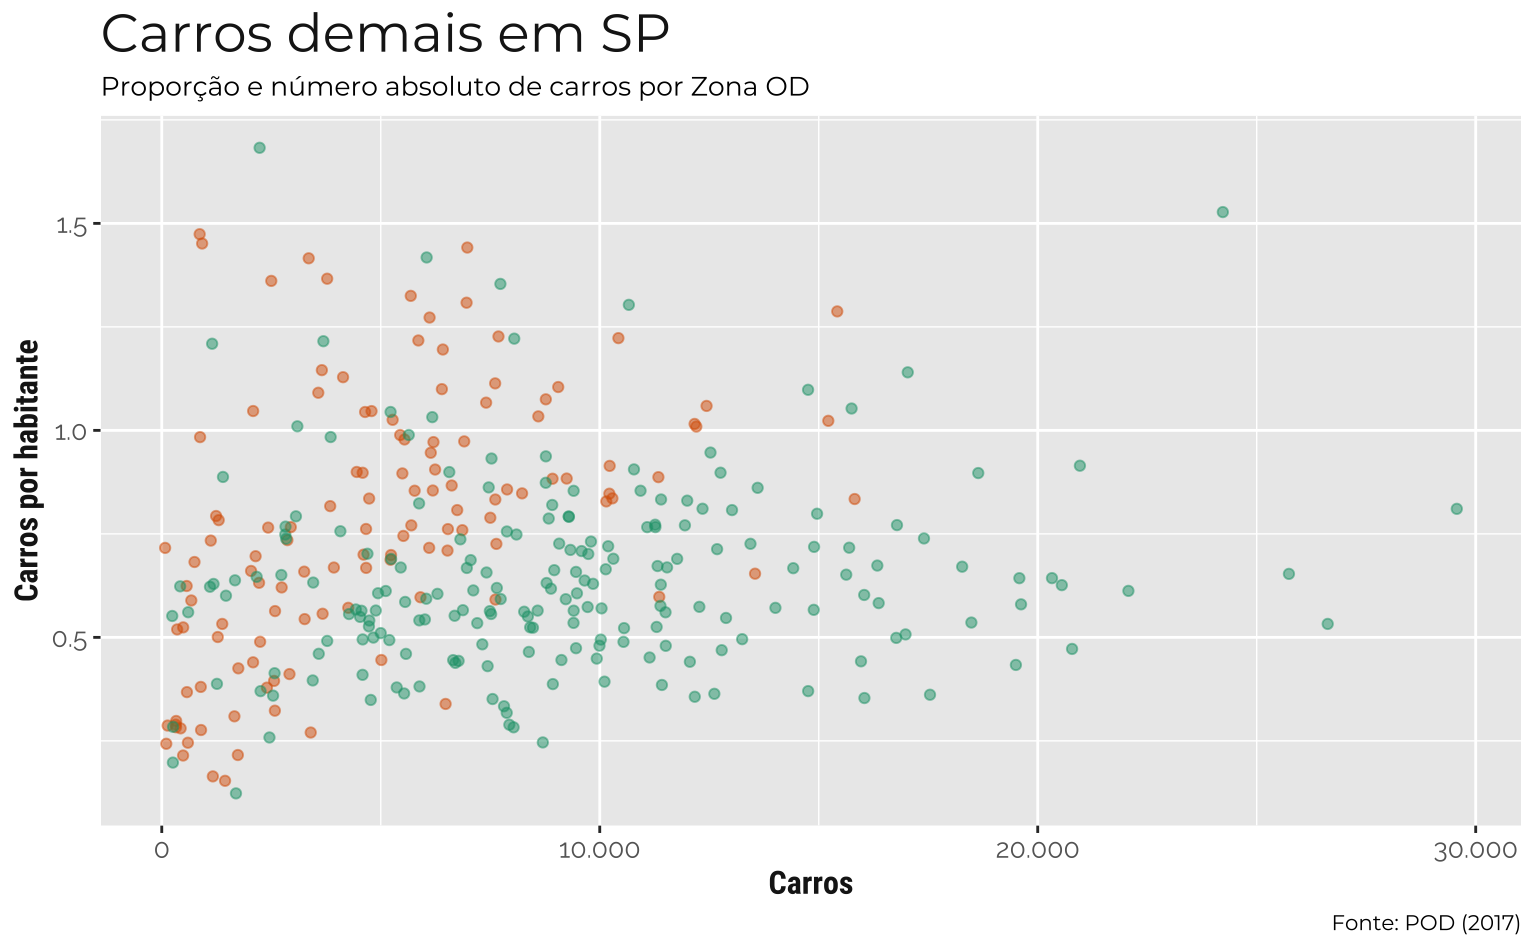 Carros demais em SP
Proporção e número absoluto de carros por Zona OD
Carros por habitante
1.5
1.0
0.5
0
10.000
20.000
30.000
Carros
Fonte: POD (2017)